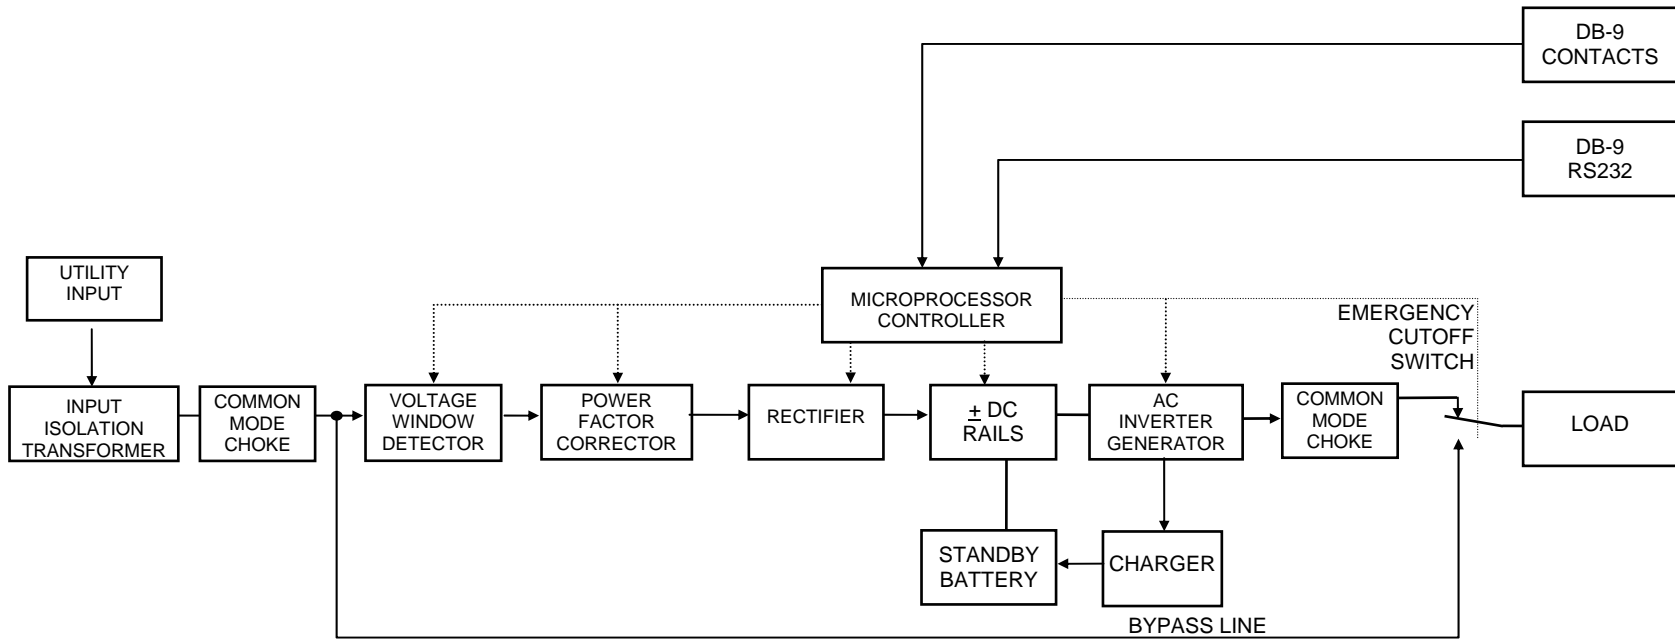 DB-9
CONTACTS
DB-9
RS232
UTILITY
INPUT
MICROPROCESSOR
CONTROLLER
EMERGENCY
CUTOFF
SWITCH
INPUT
ISOLATION
TRANSFORMER
COMMON
MODE
CHOKE
VOLTAGE
WINDOW
DETECTOR
POWER
FACTOR
CORRECTOR
RECTIFIER
± DC
RAILS
AC
INVERTER
GENERATOR
COMMON
MODE
CHOKE
LOAD
STANDBY
BATTERY
CHARGER
BYPASS LINE